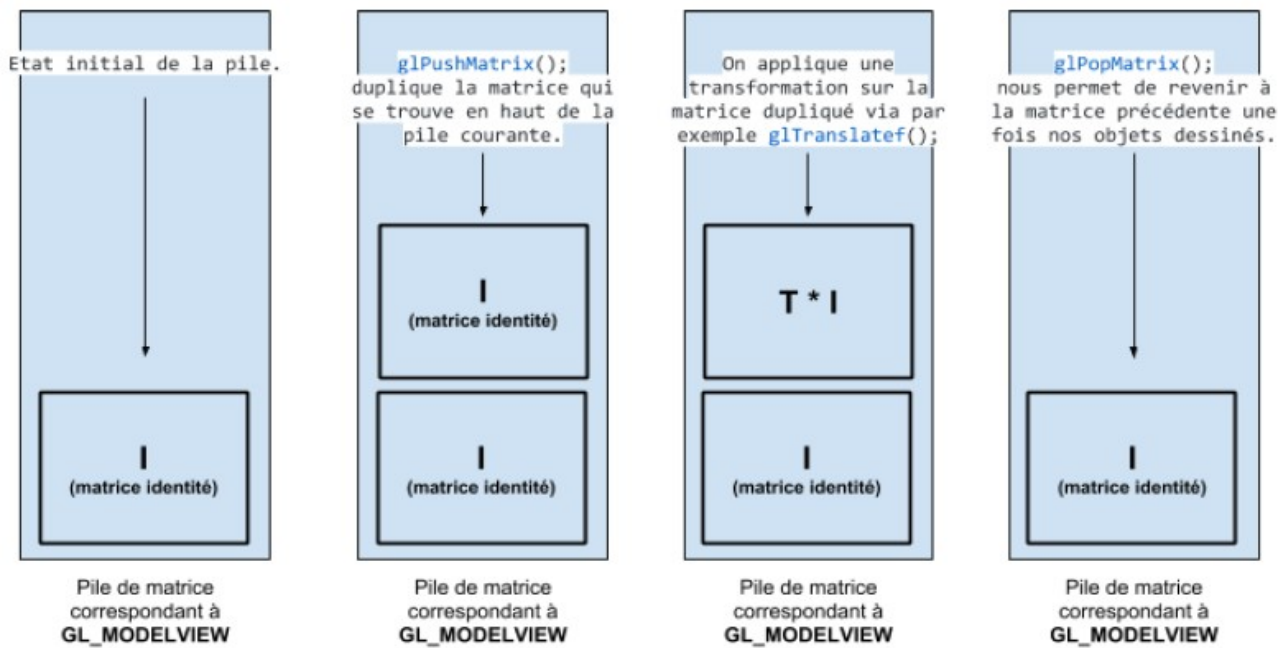 Etat initial de la pile.
I
(matrice identité)
Pile de matrice
correspondant à
GL_MODELVIEW
glPushMatrix();
duplique la matrice qui
se trouve en haut de la
pile courante.
I
(matrice identité)
I
(matrice identité)
Pile de matrice
correspondant à
GL_MODELVIEW
On applique une
transformation sur la
matrice dupliqué via par
exemple glTranslatef();
T * I
I
(matrice identité)
Pile de matrice
correspondant à
GL_MODELVIEW
glPopMatrix();
nous permet de revenir à
la matrice précédente une
fois nos objets dessinés.
I
(matrice identité)
Pile de matrice
correspondant à
GL_MODELVIEW